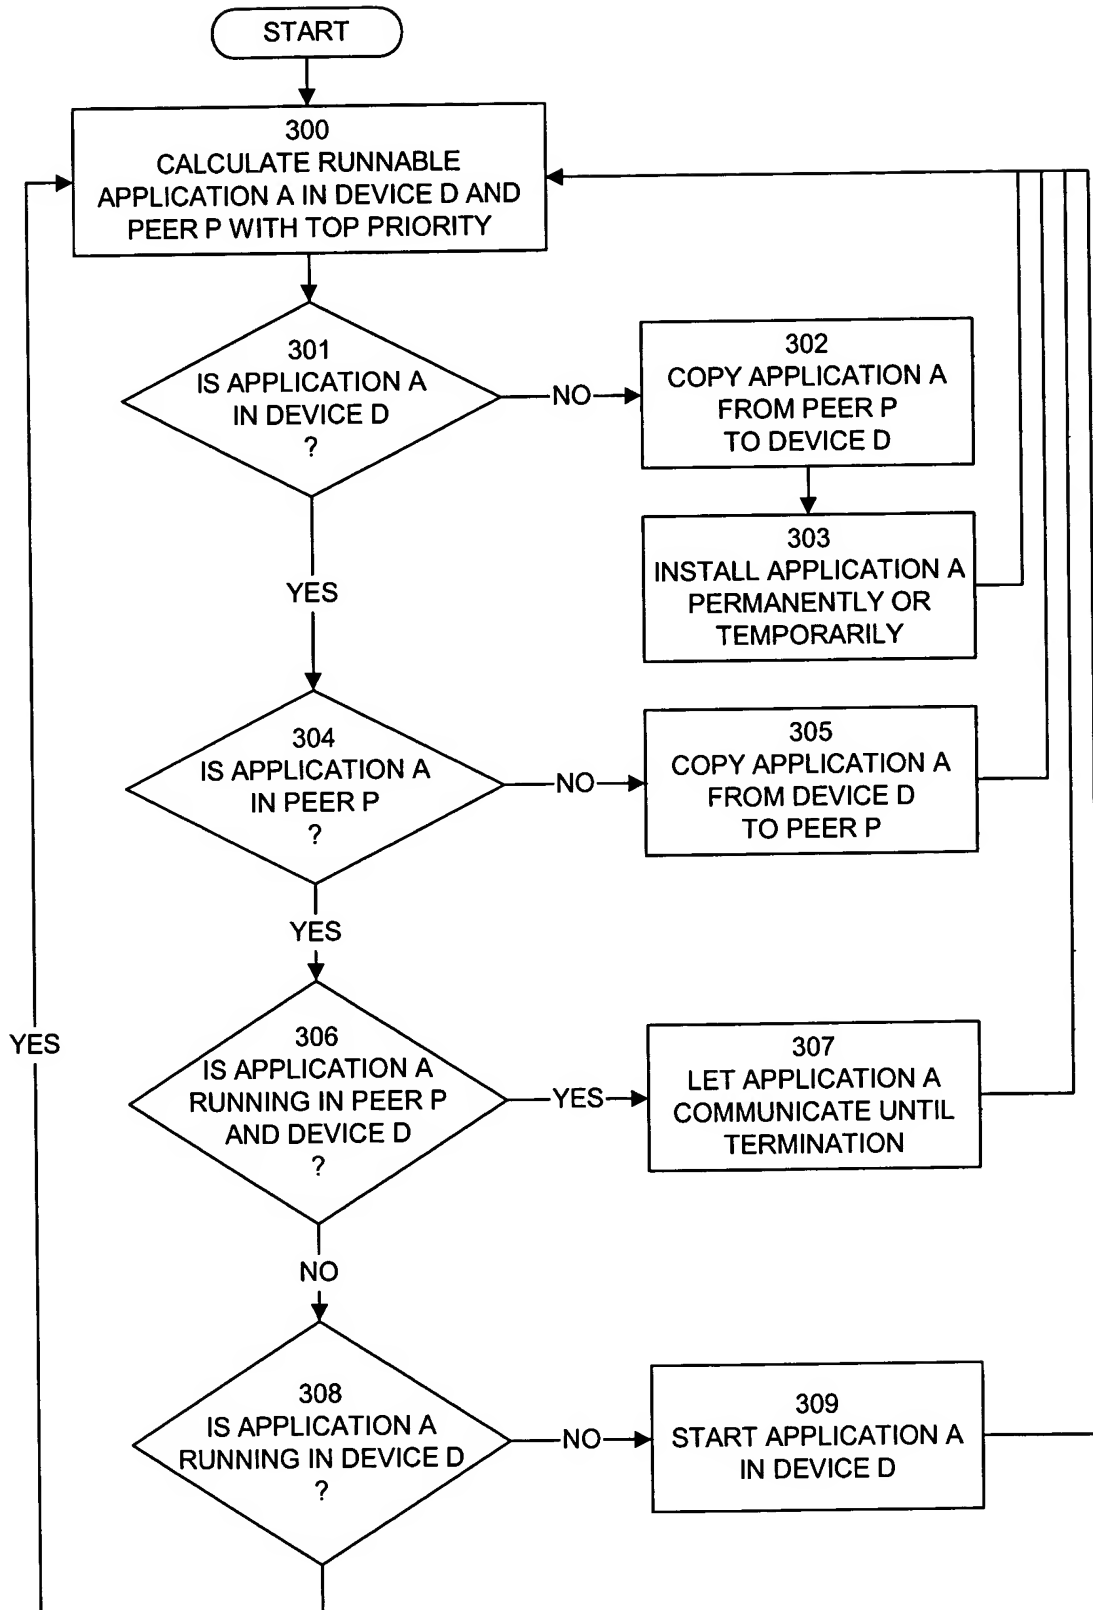 START
300
CALCULATE RUNNABLE
APPLICATION A IN DEVICE D AND
PEER P WITH TOP PRIORITY
301
IS APPLICATION A
IN DEVICE D
?
NO
302
COPY APPLICATION A
FROM PEER P
TO DEVICE D
303
INSTALL APPLICATION A
PERMANENTLY OR
TEMPORARILY
YES
304
IS APPLICATION A
IN PEER P
?
NO
305
COPY APPLICATION A
FROM DEVICE D
TO PEER P
YES
306
IS APPLICATION A
RUNNING IN PEER P
AND DEVICE D
?
YES
307
LET APPLICATION A
COMMUNICATE UNTIL
TERMINATION
YES
NO
308
IS APPLICATION A
RUNNING IN DEVICE D
?
NO
309
START APPLICATION A
IN DEVICE D